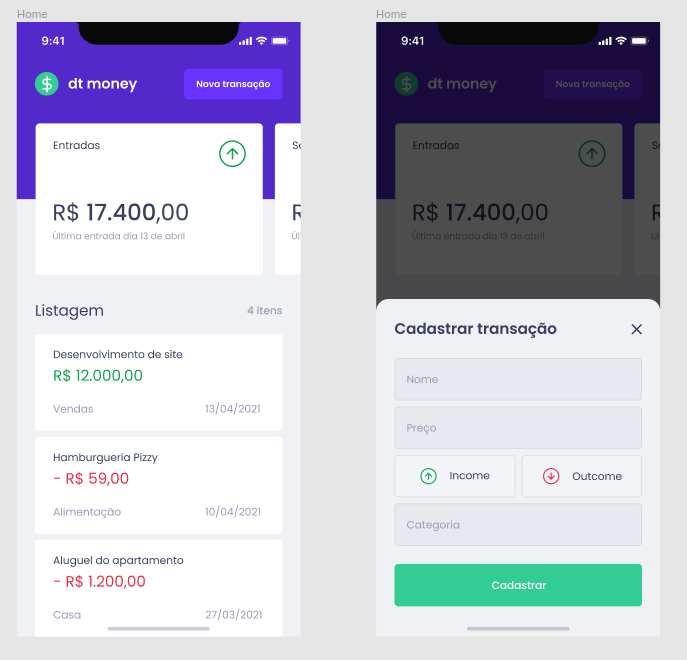 Home
9:41
dt money
Nova transação
Entradas
R$ 17.400,00
Última entrada dia 13 de abril
Listagem
4 itens
Desenvolvimento de site
R$ 12.000,00
Vendas
13/04/2021
Hamburgueria Pizzy
- R$ 59,00
Alimentação
10/04/2021
Aluguel do apartamento
- R$ 1.200,00
Casa
27/03/2021
Home
9:41
dt money
Nova transação
Entradas
R$ 17.400,00
Última entrada dia 13 de abril
Cadastrar transação
Nome
Preço
Income
Outcome
Categoria
Cadastrar